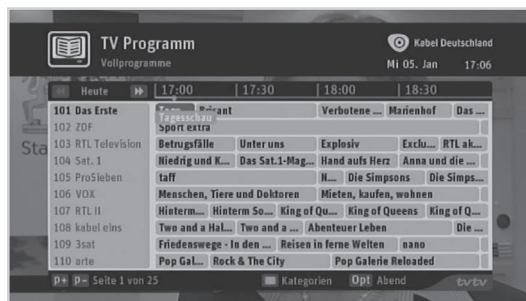 TV Programm
Vollprogramme
Kabel Deutschland
Mi 05. Jan 17:06
Heute 17:00 17:30 18:00 18:30
101 Das Erste Tagesschau Brisant Verbotene ... Marienhof Das ...
102 ZDF Sport extra
103 RTL Television Betrugsfälle Unter uns Explosiv Exclu... RTL ak...
104 Sat. 1 Niedrig und K... Das Sat.1-Mag... Hand aufs Herz Anna und die ...
105 ProSieben taff N... Die Simpsons Die Simps...
106 VOX Menschen, Tiere und Doktoren Mieten, kaufen, wohnen
107 RTL II Hinterm... Hinterm So... King of Qu... King of Queens King of Q...
108 kabel eins Two and a Hal... Two and a ... Abenteuer Leben Die ...
109 3sat Friedenswege - In den ... Reisen in ferne Welten nano
110 arte Pop Gal... Rock & The City Pop Galerie Reloaded
p+ p- Seite 1 von 25 Kategorien Opt Abend tvtv